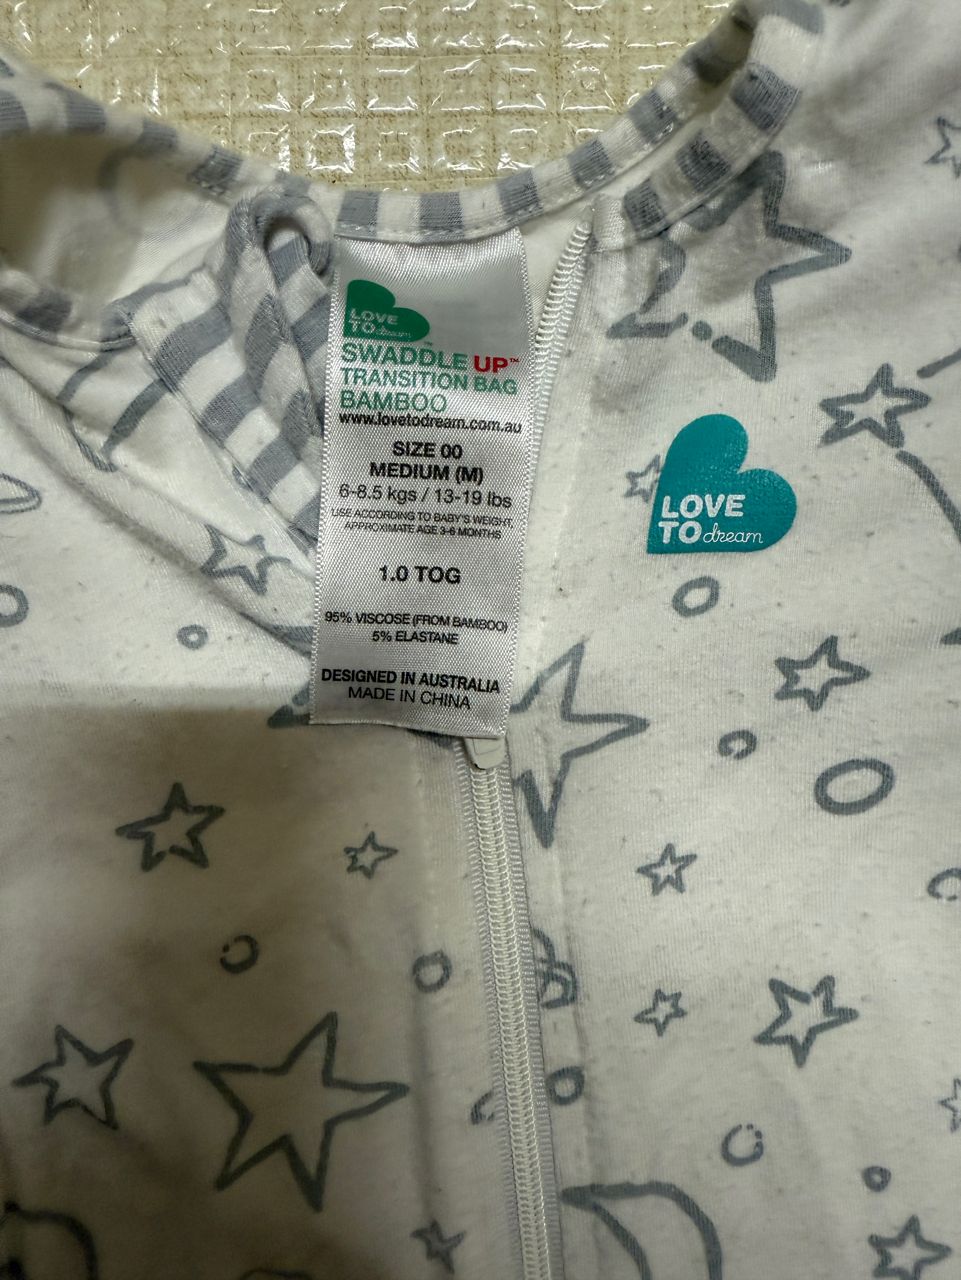 LOVE
TO dream
™
SWADDLE UP™
TRANSITION BAG
BAMBOO
www.lovetodream.com.au
SIZE 00
MEDIUM (M)
6-8.5 kgs / 13-19 lbs
USE ACCORDING TO BABY'S WEIGHT,
APPROXIMATE AGE 3-6 MONTHS
1.0 TOG
95% VISCOSE (FROM BAMBOO)
5% ELASTANE
DESIGNED IN AUSTRALIA
MADE IN CHINA
LOVE
TO dream